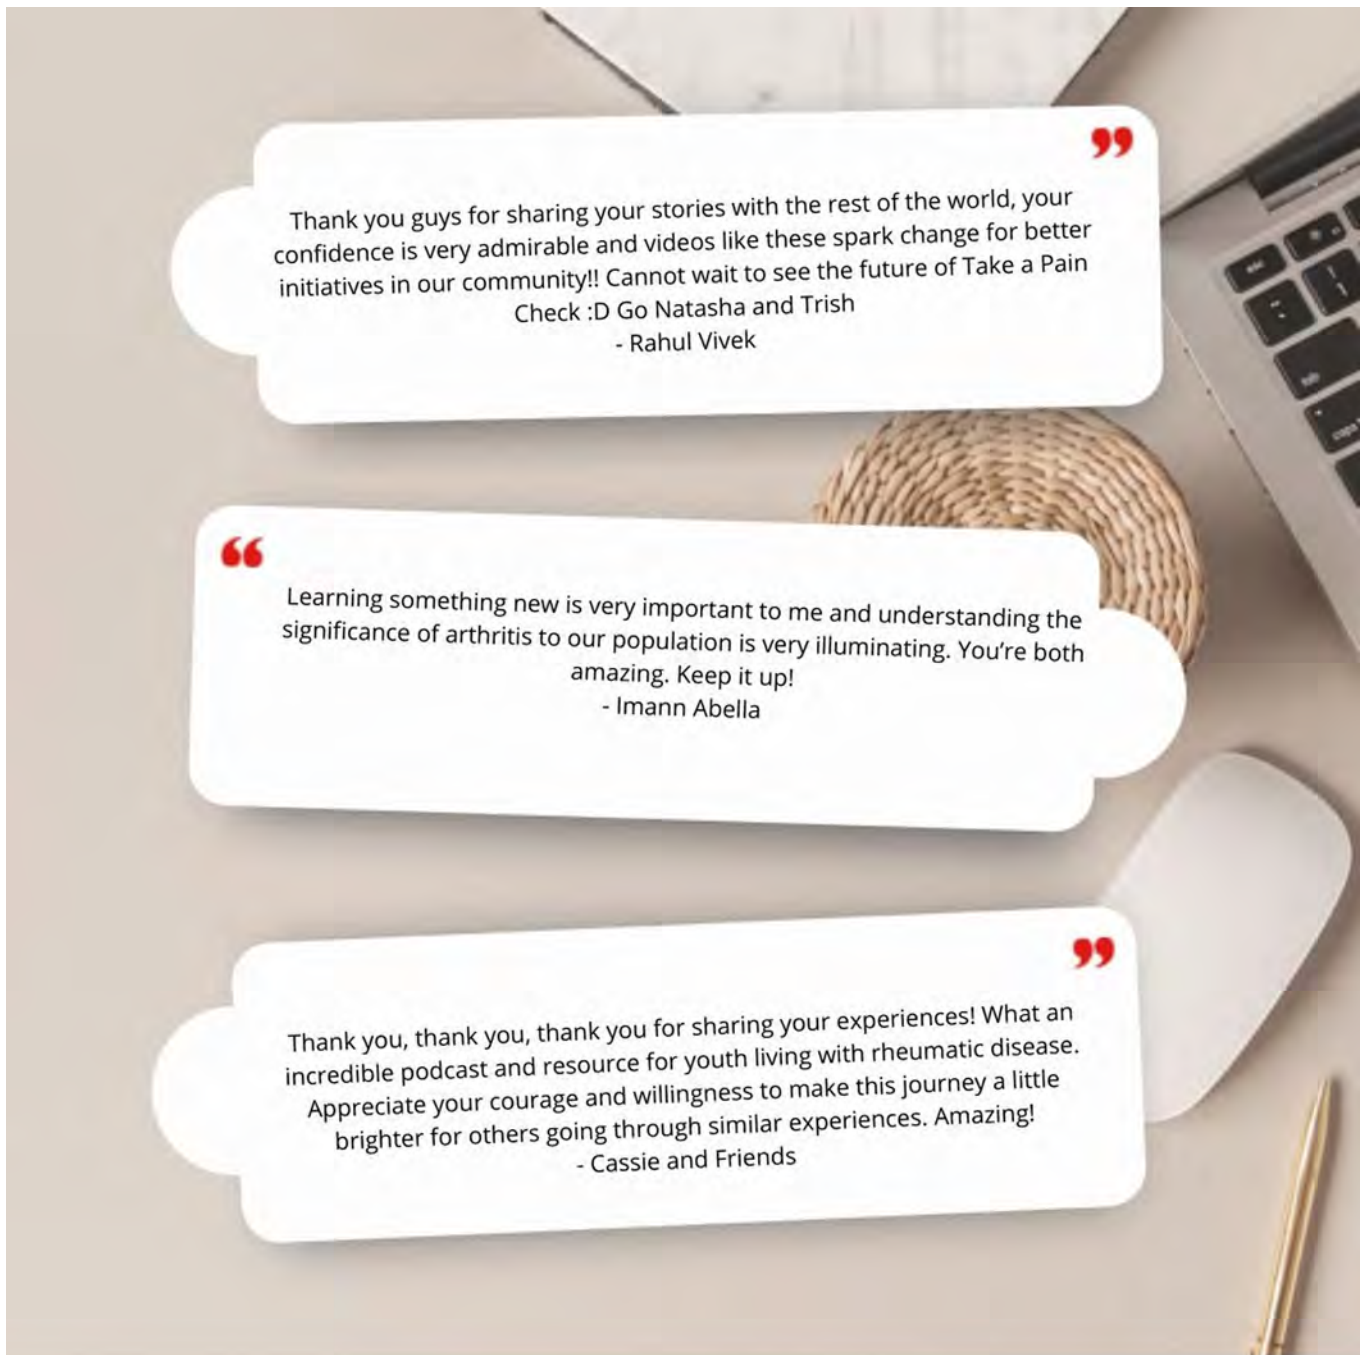 ”
Thank you guys for sharing your stories with the rest of the world, your
confidence is very admirable and videos like these spark change for better
initiatives in our community!! Cannot wait to see the future of Take a Pain
Check :D Go Natasha and Trish
- Rahul Vivek
“
Learning something new is very important to me and understanding the
significance of arthritis to our population is very illuminating. You’re both
amazing. Keep it up!
- Imann Abella
”
Thank you, thank you, thank you for sharing your experiences! What an
incredible podcast and resource for youth living with rheumatic disease.
Appreciate your courage and willingness to make this journey a little
brighter for others going through similar experiences. Amazing!
- Cassie and Friends
esc
tab
caps